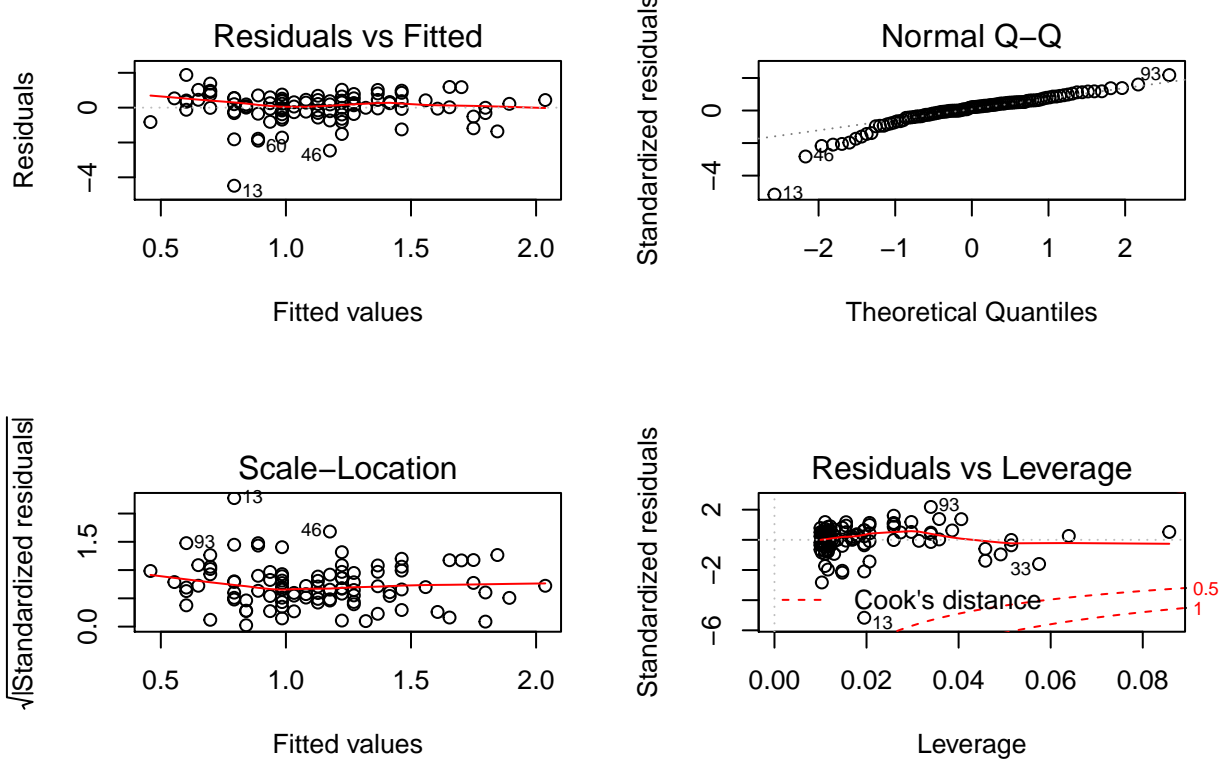 Residuals vs Fitted
Residuals
0
−4
0.5 1.0 1.5 2.0
Fitted values
60
46
13
Normal Q−Q
Standardized residuals
0
−4
−2 −1 0 1 2
Theoretical Quantiles
93
46
13
Scale−Location
√|Standardized residuals|
1.5
0.0
0.5 1.0 1.5 2.0
Fitted values
13
46
93
Residuals vs Leverage
Standardized residuals
2
−2
−6
0.00 0.02 0.04 0.06 0.08
Leverage
93
33
Cook's distance
13
0.5
1